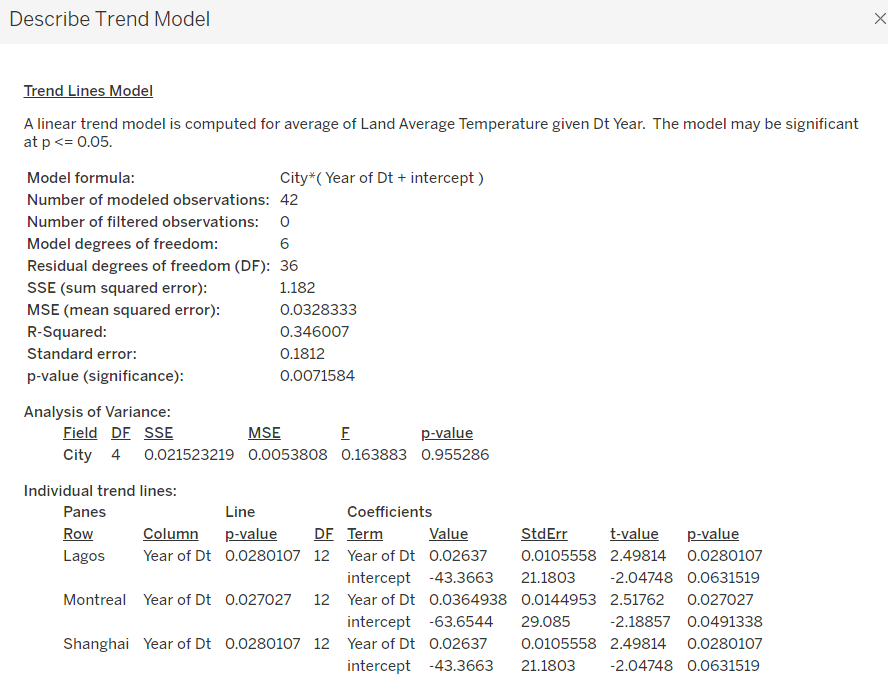 Describe Trend Model
Trend Lines Model
A linear trend model is computed for average of Land Average Temperature given Dt Year.  The model may be significant
at p <= 0.05.
Model formula: City*( Year of Dt + intercept )
Number of modeled observations: 42
Number of filtered observations: 0
Model degrees of freedom: 6
Residual degrees of freedom (DF): 36
SSE (sum squared error): 1.182
MSE (mean squared error): 0.0328333
R-Squared: 0.346007
Standard error: 0.1812
p-value (significance): 0.0071584
Analysis of Variance:
Field DF SSE MSE F p-value
City 4 0.021523219 0.0053808 0.163883 0.955286
Individual trend lines:
Panes Line Coefficients
Row Column p-value DF Term Value StdErr t-value p-value
Lagos Year of Dt 0.0280107 12 Year of Dt 0.02637 0.0105558 2.49814 0.0280107
intercept -43.3663 21.1803 -2.04748 0.0631519
Montreal Year of Dt 0.027027 12 Year of Dt 0.0364938 0.0144953 2.51762 0.027027
intercept -63.6544 29.085 -2.18857 0.0491338
Shanghai Year of Dt 0.0280107 12 Year of Dt 0.02637 0.0105558 2.49814 0.0280107
intercept -43.3663 21.1803 -2.04748 0.0631519